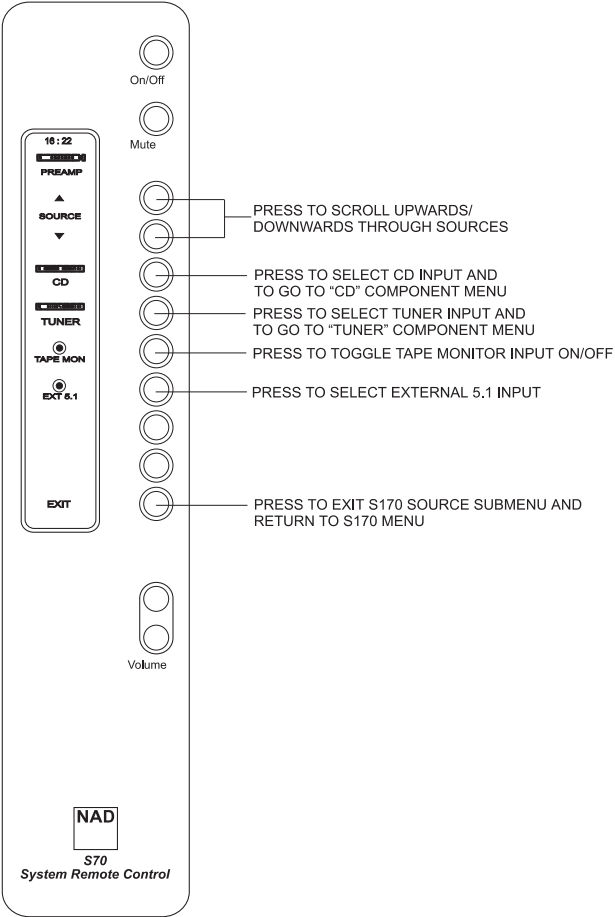 On/Off
Mute
16 : 22
PREAMP
SOURCE
CD
TUNER
TAPE MON
EXT 5.1
EXIT
PRESS TO SCROLL UPWARDS/
DOWNWARDS THROUGH SOURCES
PRESS TO SELECT CD INPUT AND
TO GO TO “CD” COMPONENT MENU
PRESS TO SELECT TUNER INPUT AND
TO GO TO “TUNER” COMPONENT MENU
PRESS TO TOGGLE TAPE MONITOR INPUT ON/OFF
PRESS TO SELECT EXTERNAL 5.1 INPUT
PRESS TO EXIT S170 SOURCE SUBMENU AND
RETURN TO S170 MENU
Volume
NAD
S70
System Remote Control